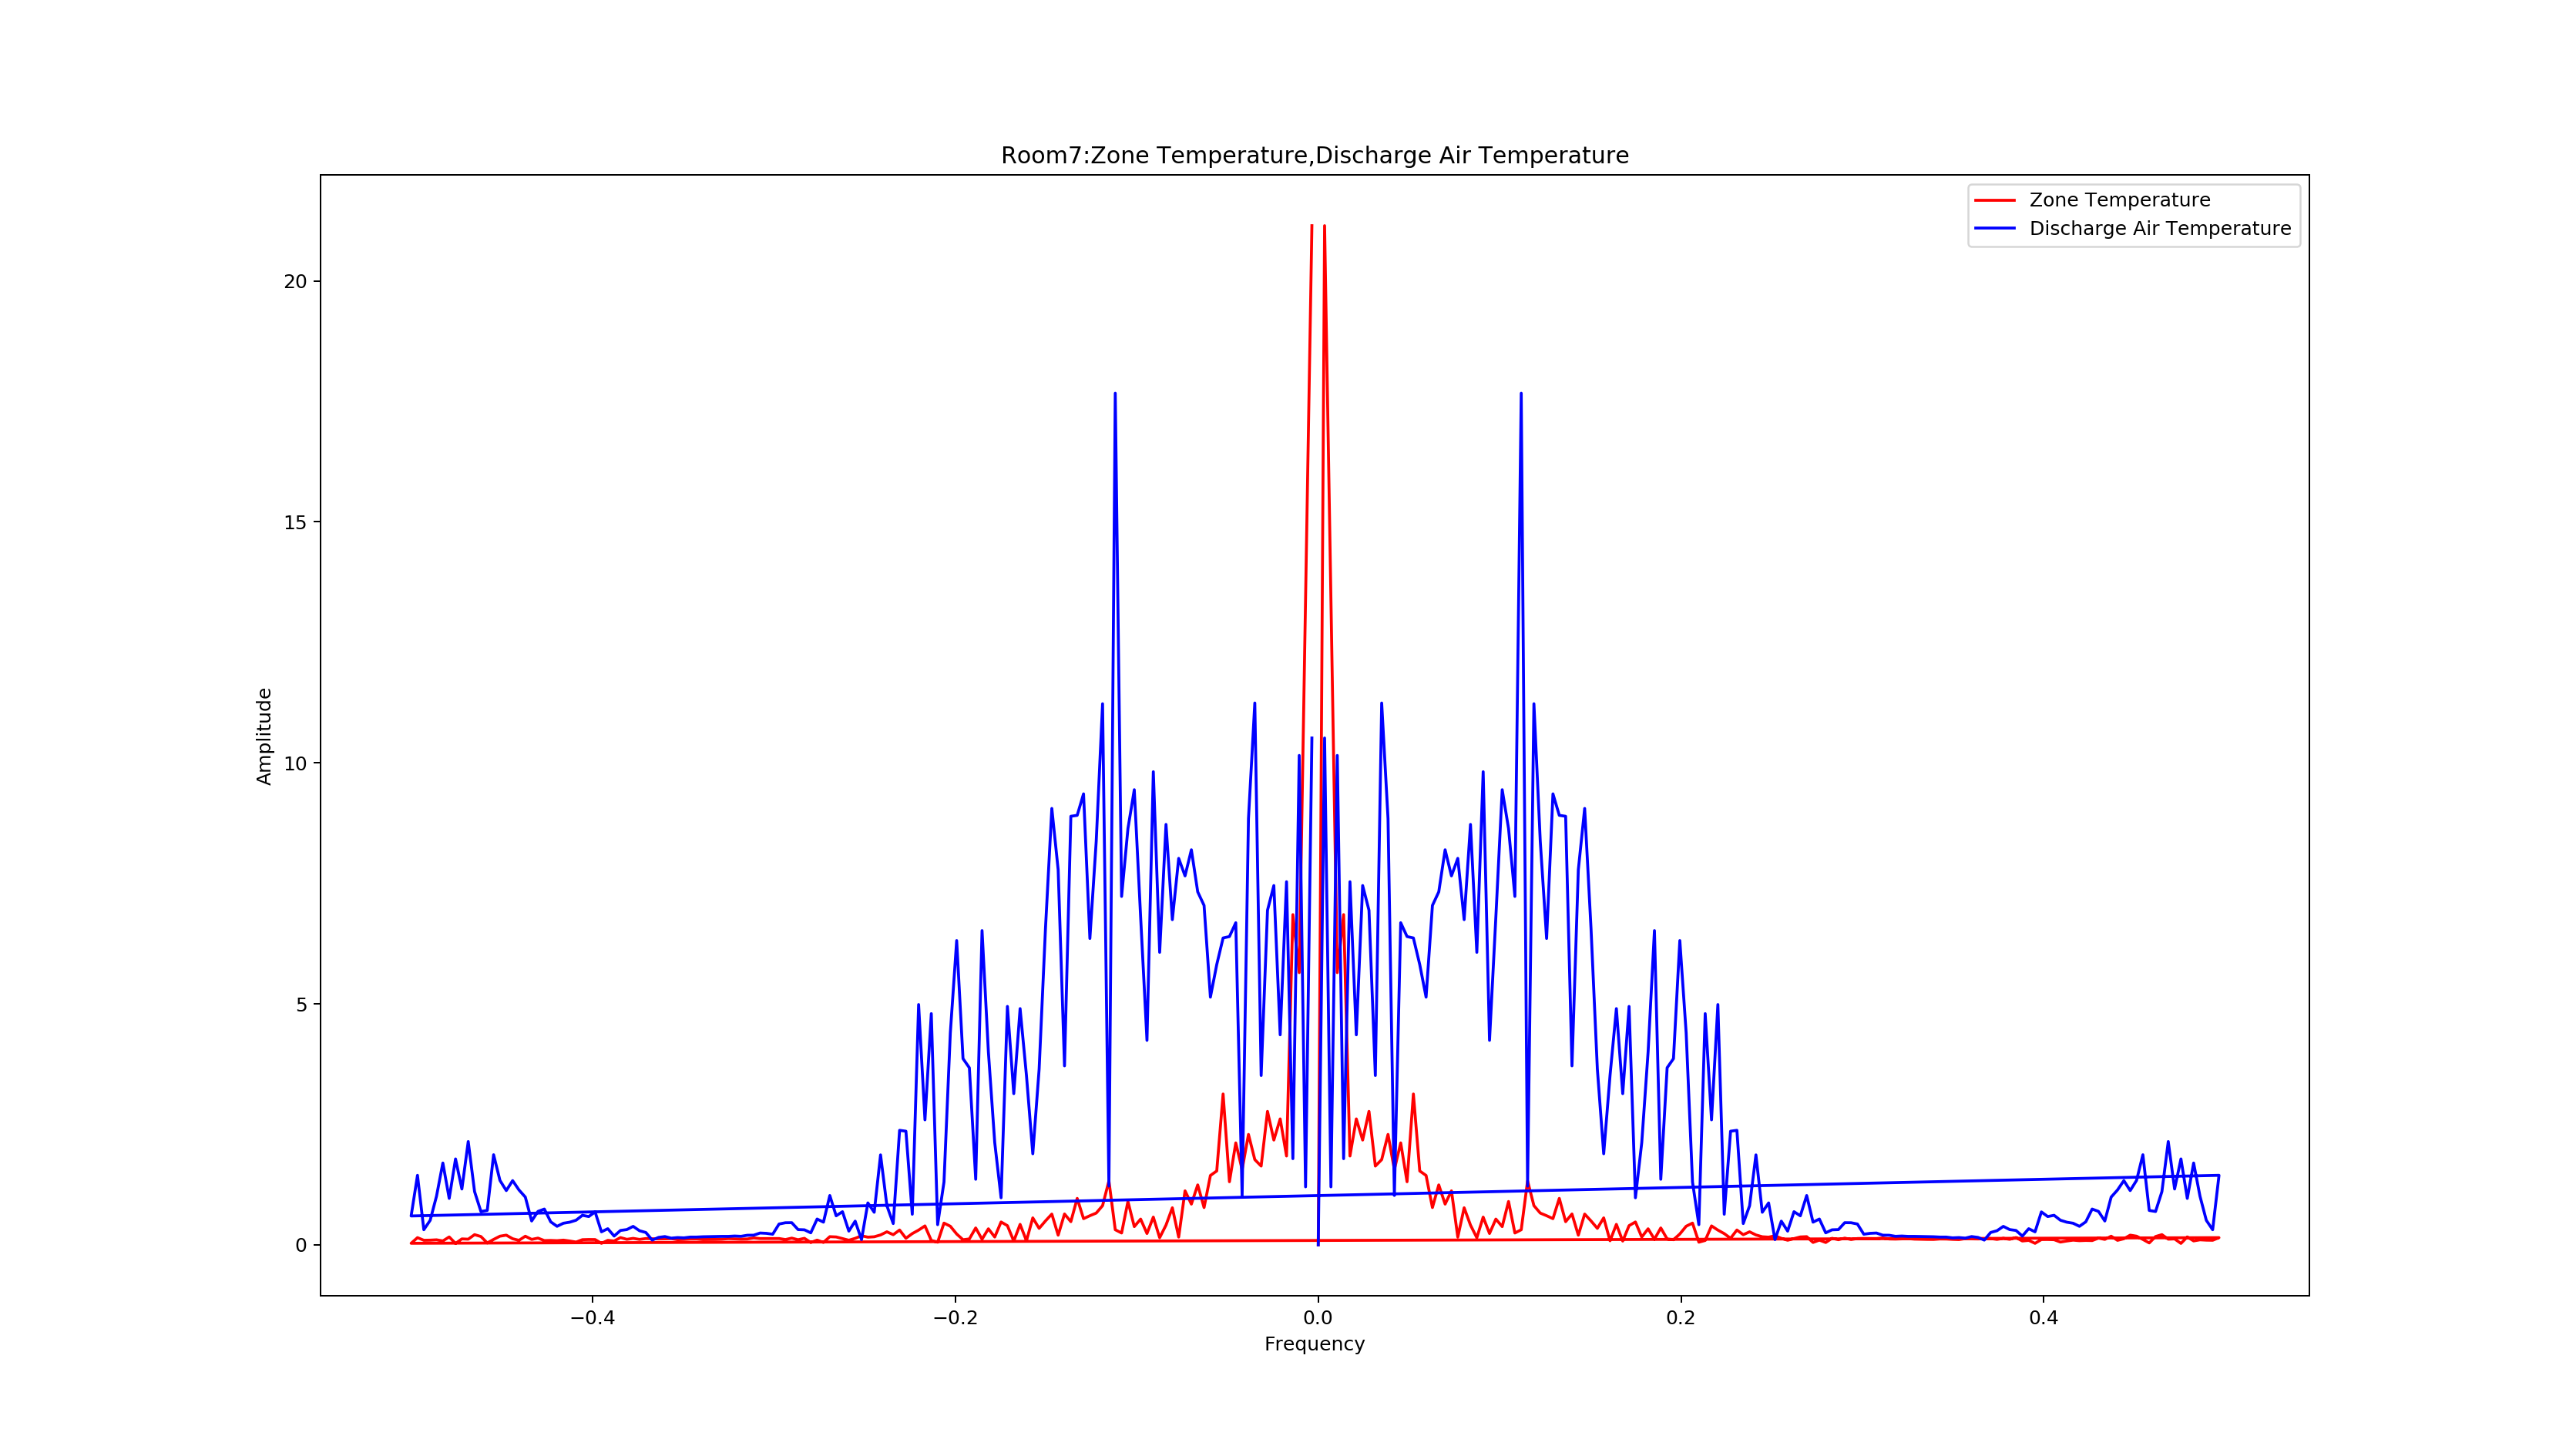 Room7:Zone Temperature,Discharge Air Temperature
Zone Temperature
Discharge Air Temperature
20
15
10
5
0
Amplitude
−0.4
−0.2
0.0
0.2
0.4
Frequency